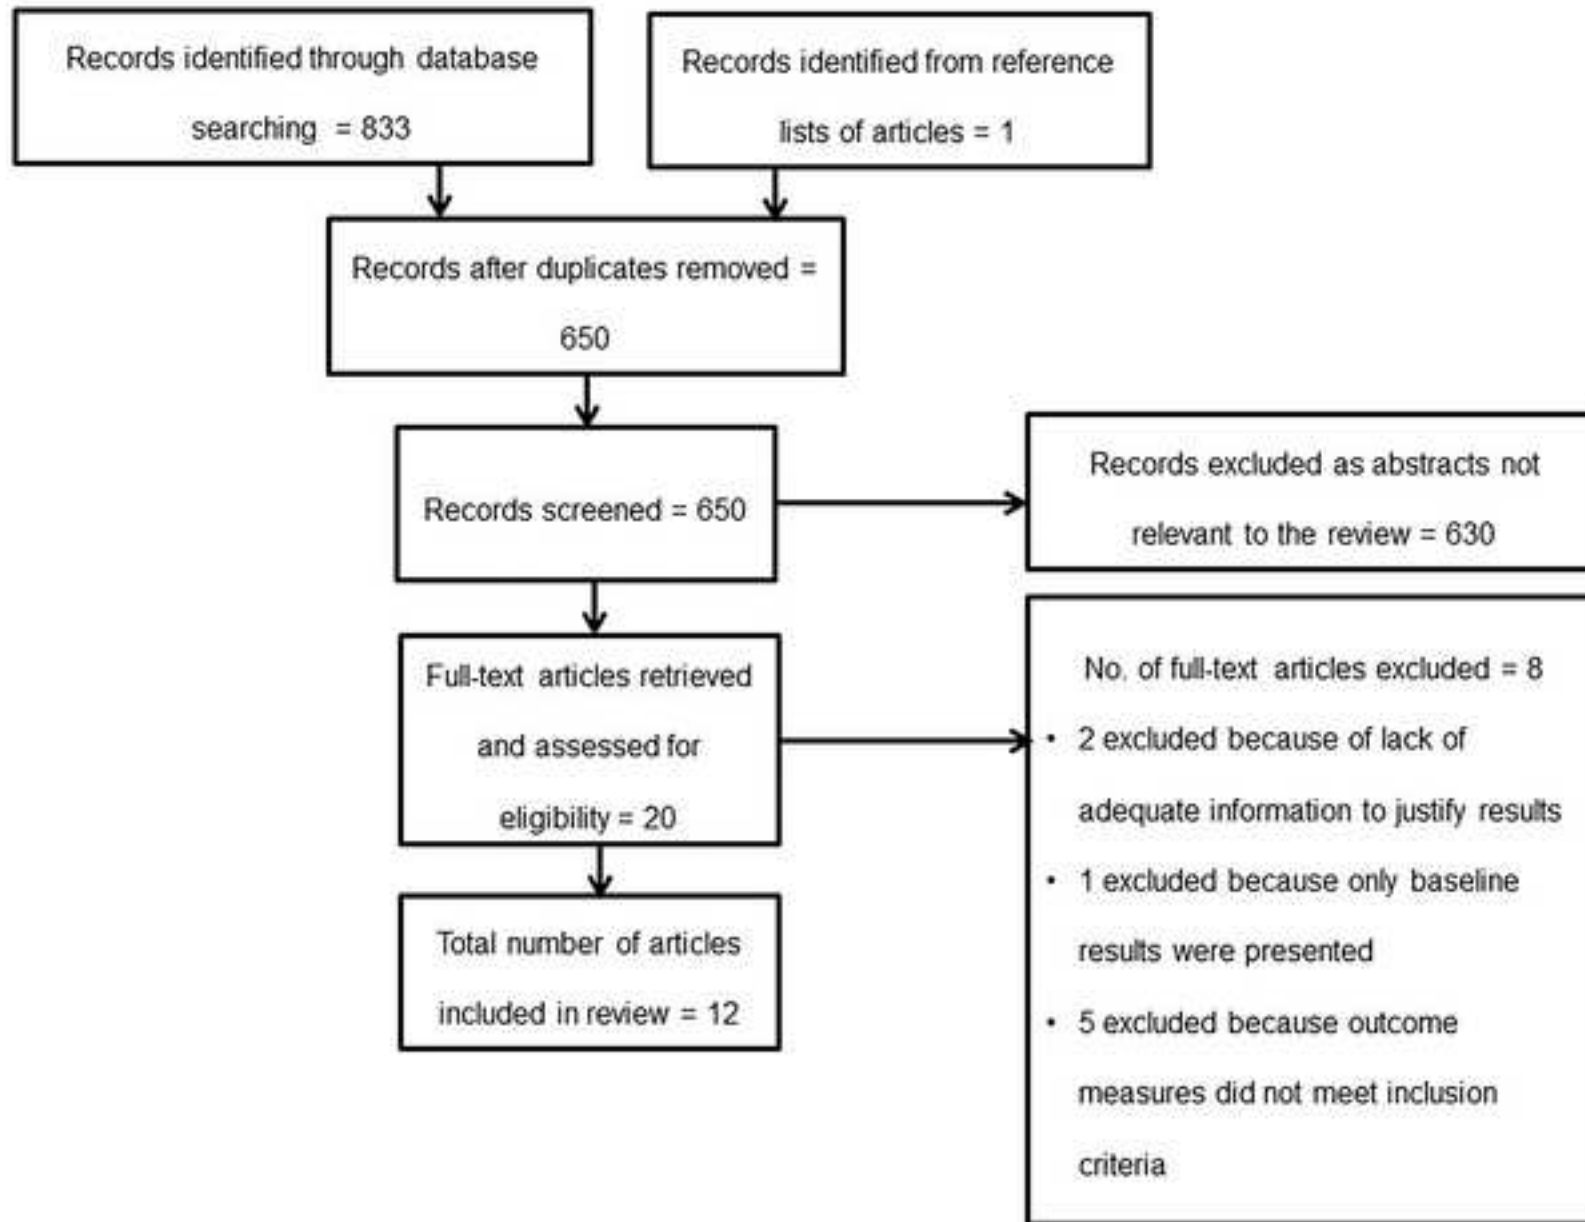 Records identified through database
searching = 833
Records identified from reference
lists of articles = 1
Records after duplicates removed =
650
Records screened = 650
Records excluded as abstracts not
relevant to the review = 630
Full-text articles retrieved
and assessed for
eligibility = 20
No. of full-text articles excluded = 8
• 2 excluded because of lack of
adequate information to justify results
• 1 excluded because only baseline
results were presented
• 5 excluded because outcome
measures did not meet inclusion
criteria
Total number of articles
included in review = 12